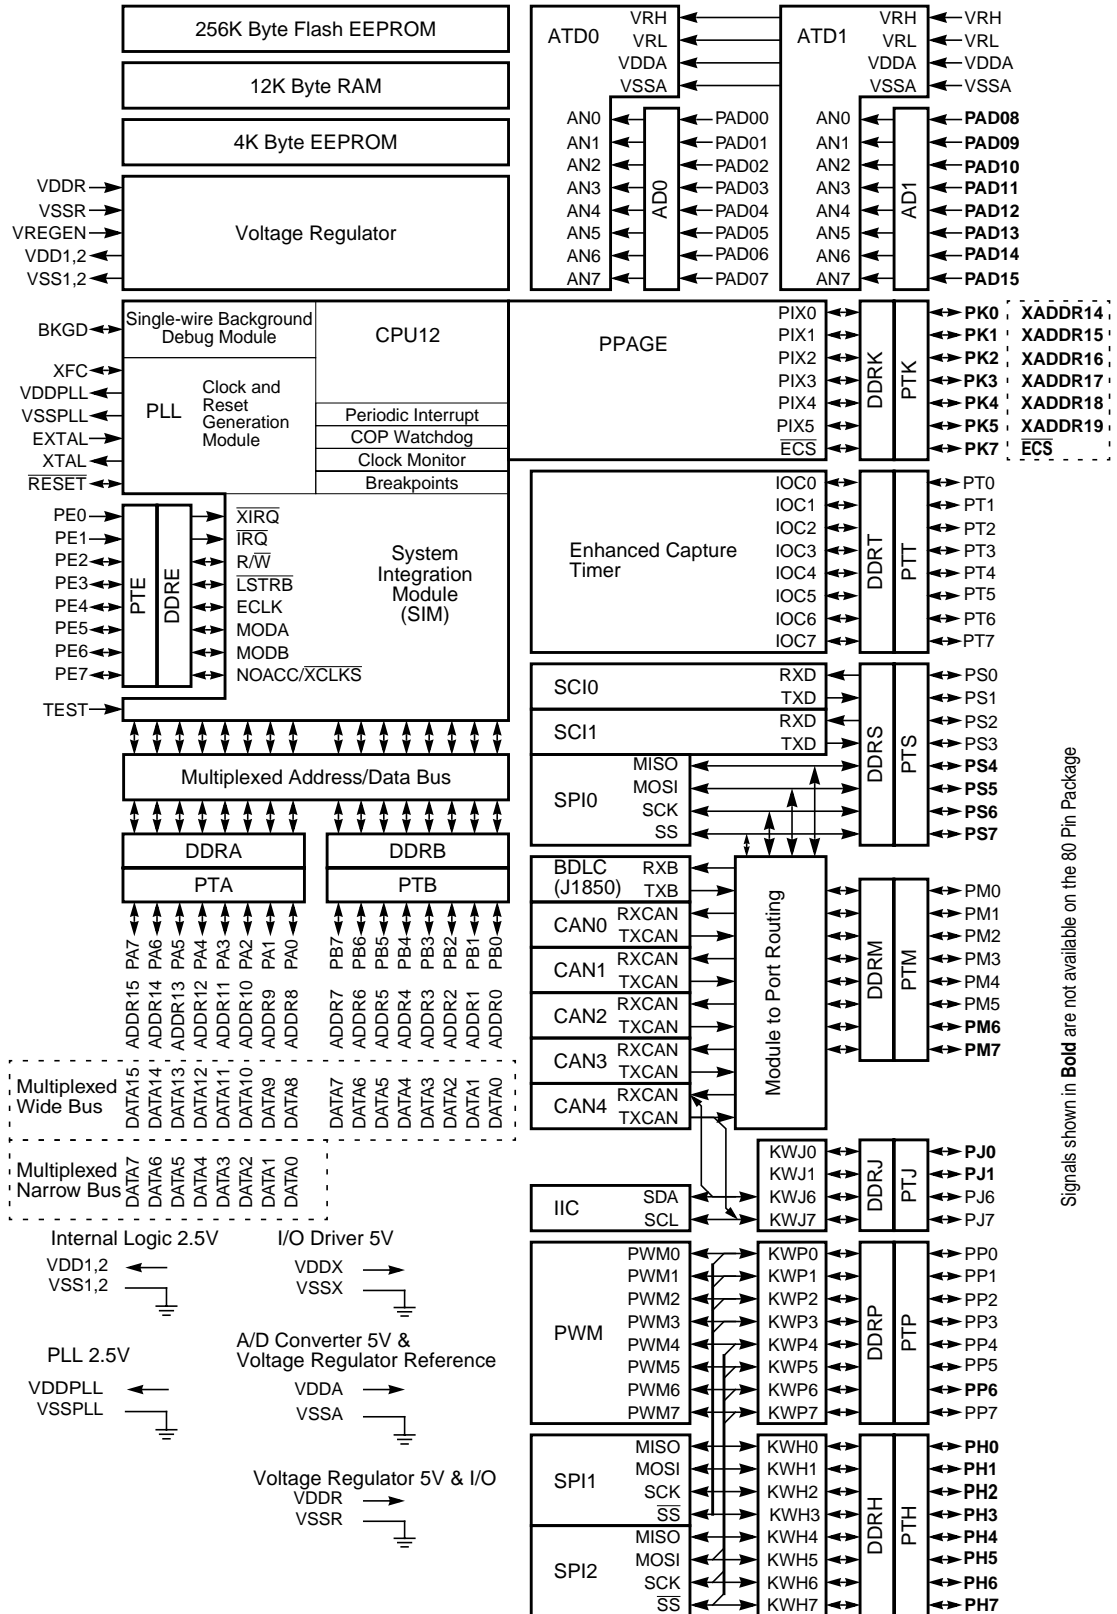 256K Byte Flash EEPROM
12K Byte RAM
4K Byte EEPROM
VDDR
VSSR
VREGEN
VDD1,2
VSS1,2
Voltage Regulator
ATD0
VRH
VRL
VDDA
VSSA
AN0
AN1
AN2
AN3
AN4
AN5
AN6
AN7
AD0
PAD00
PAD01
PAD02
PAD03
PAD04
PAD05
PAD06
PAD07
ATD1
VRH
VRL
VDDA
VSSA
VRH
VRL
VDDA
VSSA
AN0
AN1
AN2
AN3
AN4
AN5
AN6
AN7
AD1
PAD08
PAD09
PAD10
PAD11
PAD12
PAD13
PAD14
PAD15
BKGD
XFC
VDDPLL
VSSPLL
EXTAL
XTAL
RESET
Single-wire Background
Debug Module
CPU12
PLL
Clock and
Reset
Generation
Module
Periodic Interrupt
COP Watchdog
Clock Monitor
Breakpoints
PPAGE
PIX0
PIX1
PIX2
PIX3
PIX4
PIX5
ECS
DDRK
PTK
PK0 XADDR14
PK1 XADDR15
PK2 XADDR16
PK3 XADDR17
PK4 XADDR18
PK5 XADDR19
PK7 ECS
PE0
PE1
PE2
PE3
PE4
PE5
PE6
PE7
TEST
PTE
DDRE
XIRQ
IRQ
R/W
LSTRB
ECLK
MODA
MODB
NOACC/XCLKS
System
Integration
Module
(SIM)
Enhanced Capture
Timer
IOC0
IOC1
IOC2
IOC3
IOC4
IOC5
IOC6
IOC7
DDRT
PTT
PT0
PT1
PT2
PT3
PT4
PT5
PT6
PT7
SCI0
RXD
TXD
SCI1
RXD
TXD
SPI0
MISO
MOSI
SCK
SS
DDRS
PTS
PS0
PS1
PS2
PS3
PS4
PS5
PS6
PS7
Multiplexed Address/Data Bus
DDRA
PTA
DDRB
PTB
PA7
PA6
PA5
PA4
PA3
PA2
PA1
PA0
PB7
PB6
PB5
PB4
PB3
PB2
PB1
PB0
ADDR15
ADDR14
ADDR13
ADDR12
ADDR11
ADDR10
ADDR9
ADDR8
ADDR7
ADDR6
ADDR5
ADDR4
ADDR3
ADDR2
ADDR1
ADDR0
Multiplexed
Wide Bus
DATA15
DATA14
DATA13
DATA12
DATA11
DATA10
DATA9
DATA8
DATA7
DATA6
DATA5
DATA4
DATA3
DATA2
DATA1
DATA0
Multiplexed
Narrow Bus
DATA7
DATA6
DATA5
DATA4
DATA3
DATA2
DATA1
DATA0
BDLC
(J1850)
RXB
TXB
CAN0
RXCAN
TXCAN
CAN1
RXCAN
TXCAN
CAN2
RXCAN
TXCAN
CAN3
RXCAN
TXCAN
CAN4
RXCAN
TXCAN
Module to Port Routing
DDRM
PTM
PM0
PM1
PM2
PM3
PM4
PM5
PM6
PM7
Signals shown in Bold are not available on the 80 Pin Package
IIC
SDA
SCL
KWJ0
KWJ1
KWJ6
KWJ7
DDRJ
PTJ
PJ0
PJ1
PJ6
PJ7
Internal Logic 2.5V
VDD1,2
VSS1,2
I/O Driver 5V
VDDX
VSSX
PLL 2.5V
VDDPLL
VSSPLL
A/D Converter 5V &
Voltage Regulator Reference
VDDA
VSSA
Voltage Regulator 5V & I/O
VDDR
VSSR
PWM
PWM0
PWM1
PWM2
PWM3
PWM4
PWM5
PWM6
PWM7
KWP0
KWP1
KWP2
KWP3
KWP4
KWP5
KWP6
KWP7
DDRP
PTP
PP0
PP1
PP2
PP3
PP4
PP5
PP6
PP7
SPI1
MISO
MOSI
SCK
SS
SPI2
MISO
MOSI
SCK
SS
KWH0
KWH1
KWH2
KWH3
KWH4
KWH5
KWH6
KWH7
DDRH
PTH
PH0
PH1
PH2
PH3
PH4
PH5
PH6
PH7